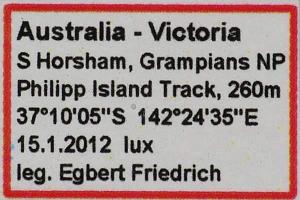 Australia - Victoria
S Horsham, Grampians NP
Philipp Island Track, 260m
37°10'05"S 142°24'35"E
15.1.2012 lux
leg. Egbert Friedrich